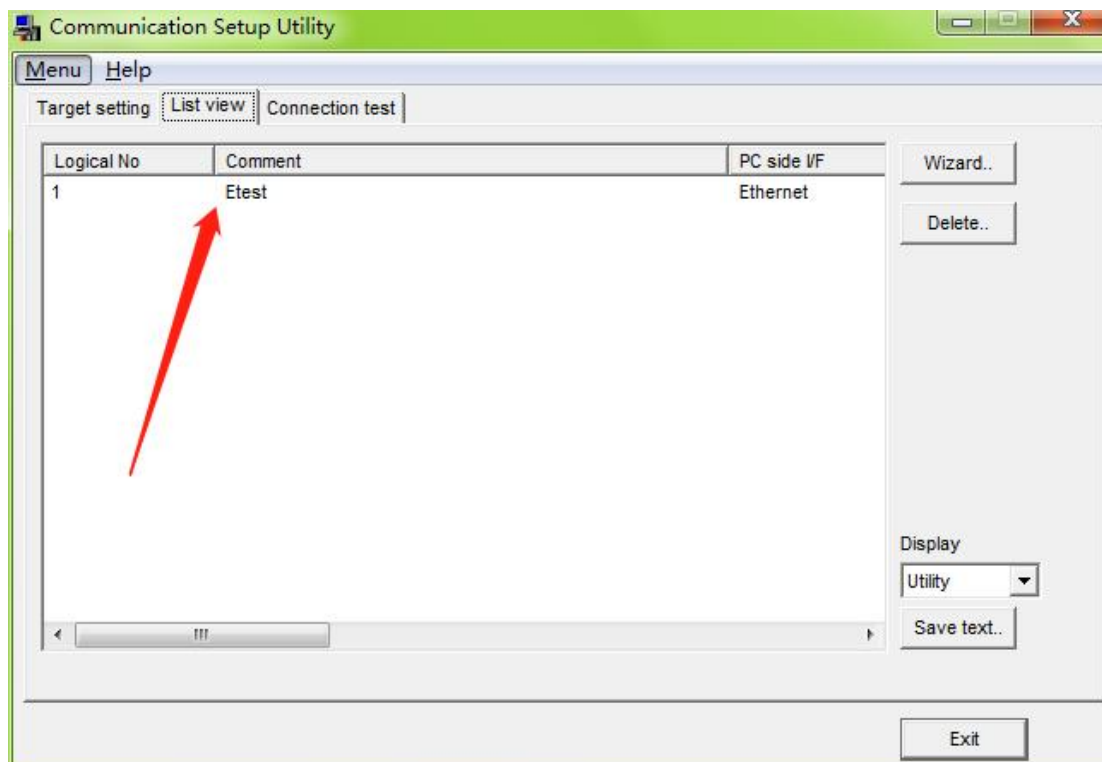 Communication Setup Utility
Menu Help
Target setting List view Connection test
Logical No Comment PC side I/F
1 Etest Ethernet
Wizard..
Delete..
Display
Utility
Save text..
Exit